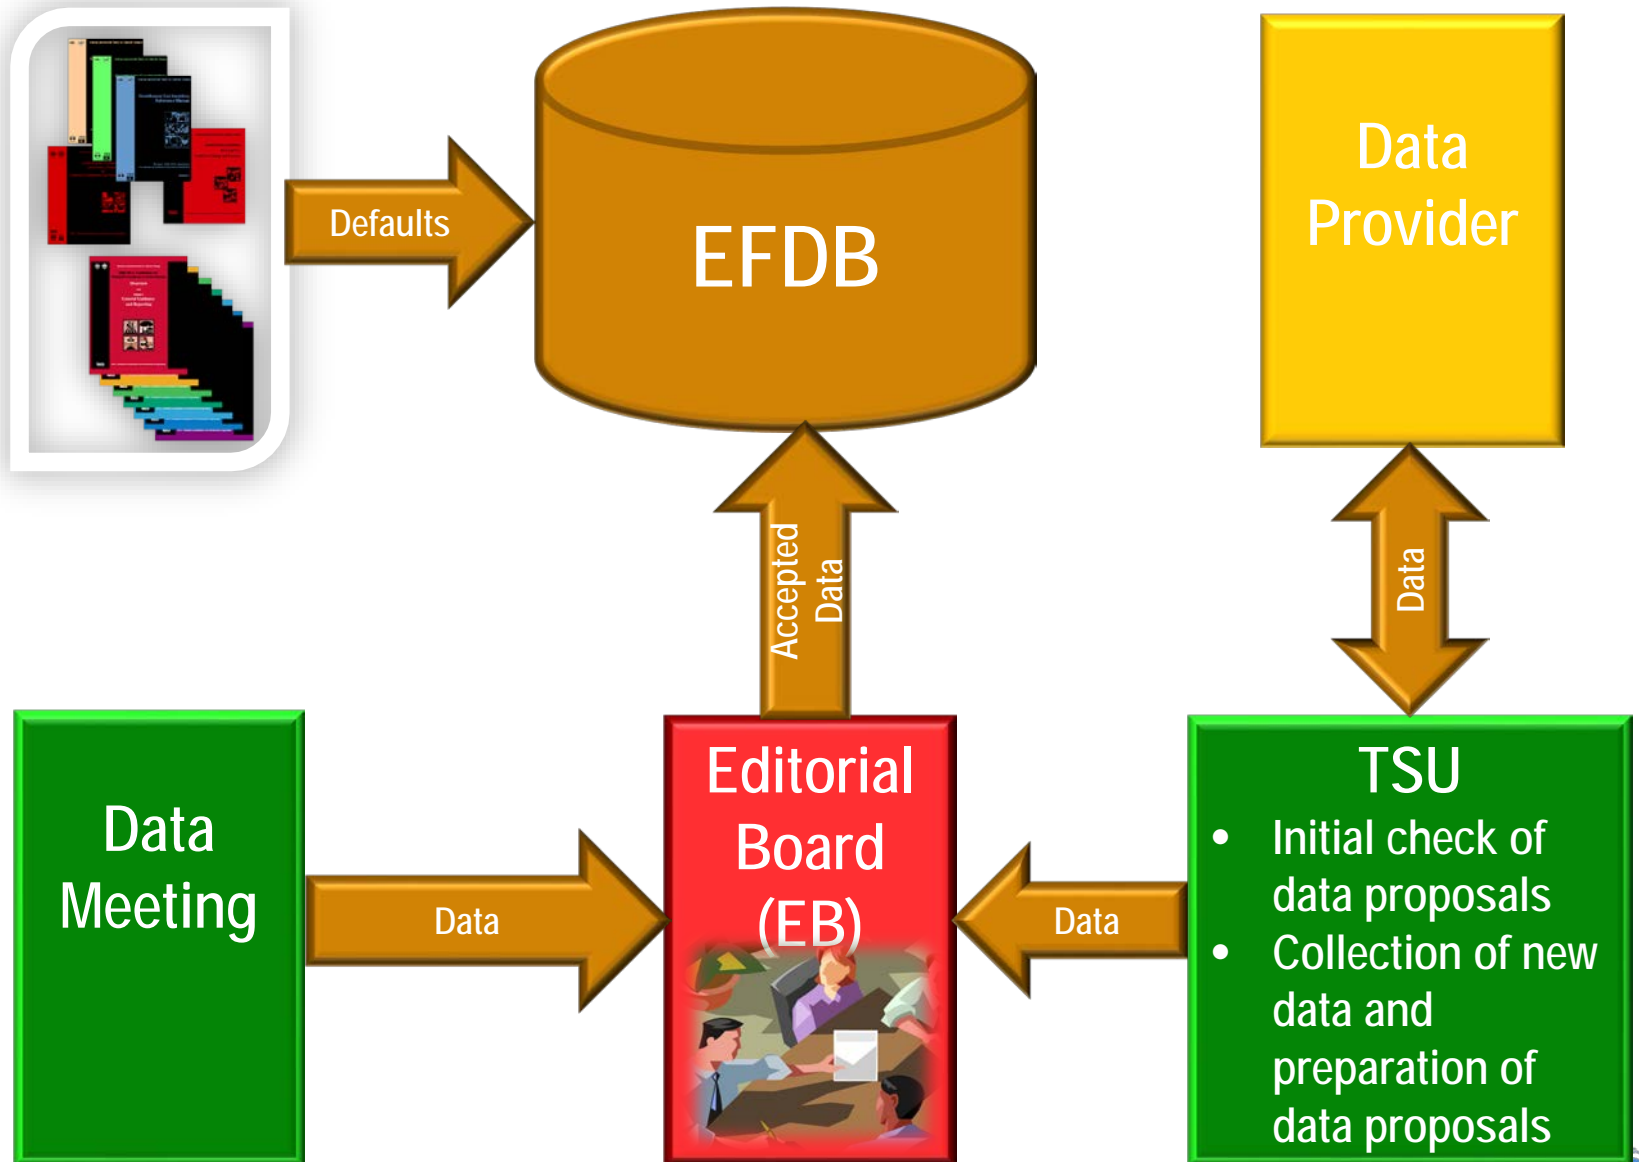 Defaults
EFDB
Data
Provider
Accepted
Data
Data
Data
Meeting
Data
Editorial
Board
(EB)
Data
TSU
• Initial check of
data proposals
• Collection of new
data and
preparation of
data proposals